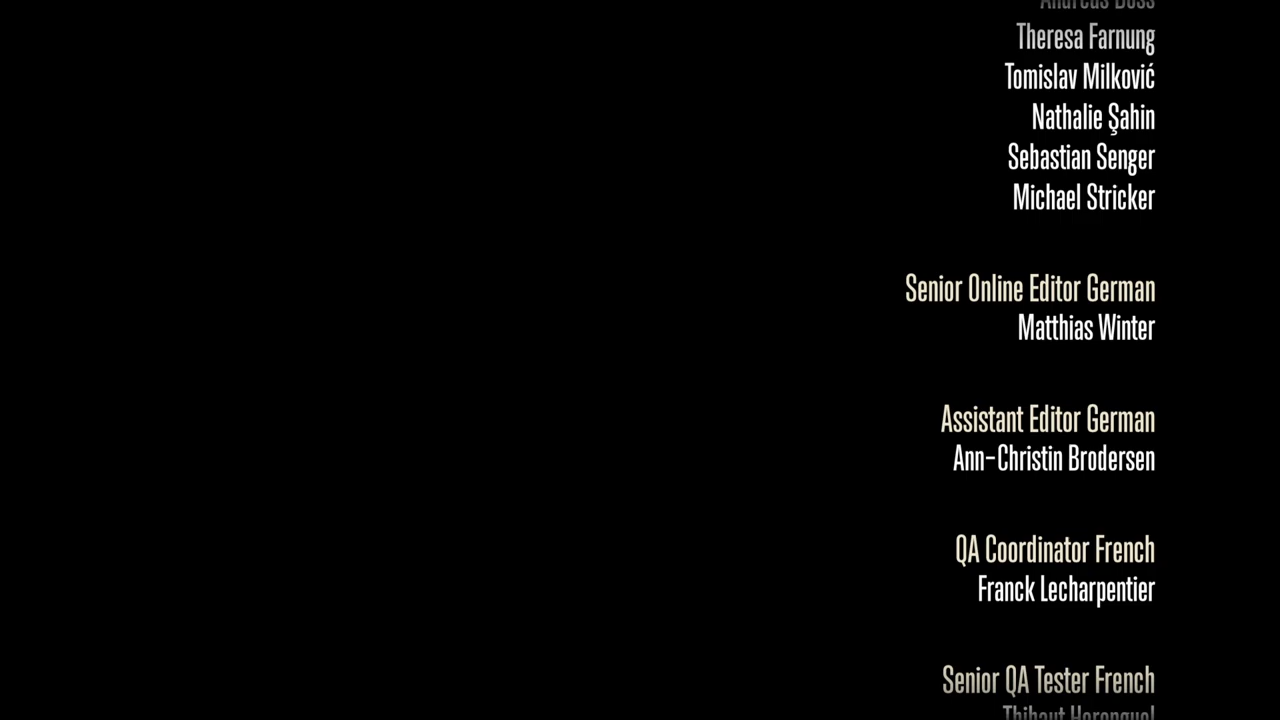 Theresa Farnung
Tomislav Milković
Nathalie Şahin
Sebastian Senger
Michael Stricker
Senior Online Editor German
Matthias Winter
Assistant Editor German
Ann-Christin Brodersen
QA Coordinator French
Franck Lecharpentier
Senior QA Tester French